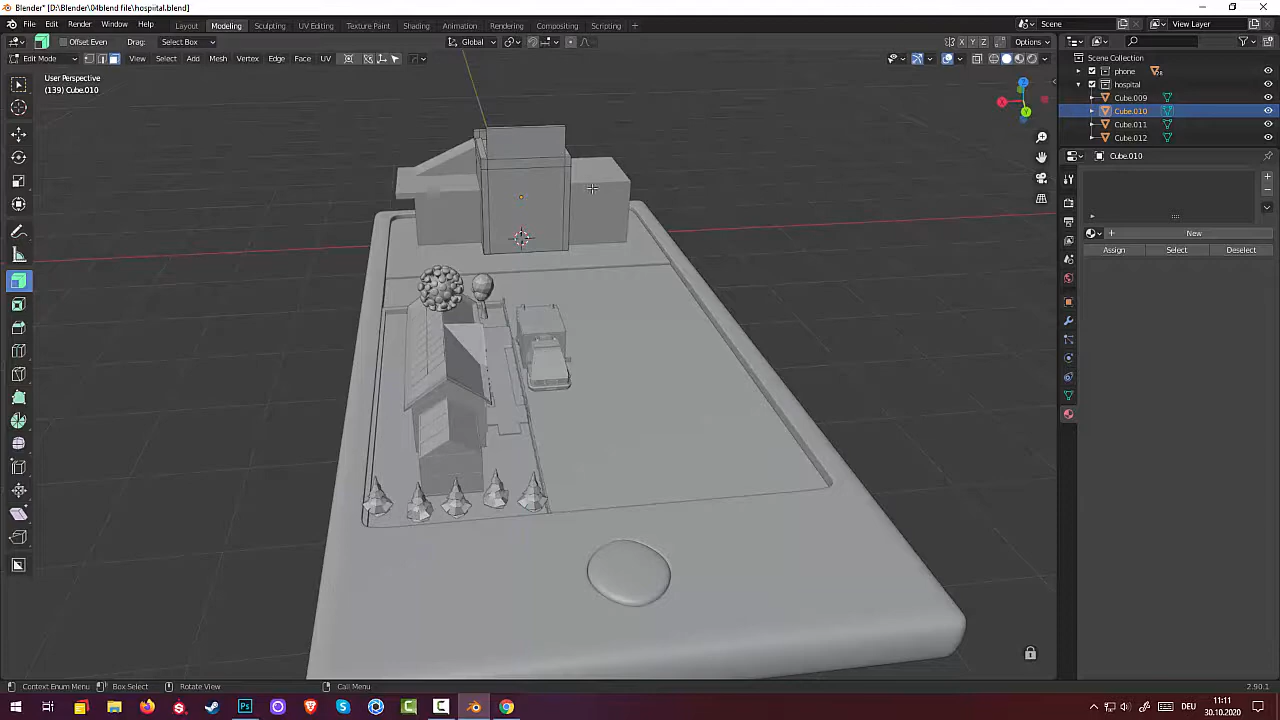 Blender* [D:\Blender\04blend file\hospital.blend]
File Edit Render Window Help Layout Modeling Sculpting UV Editing Texture Paint Shading Animation Rendering Compositing Scripting + Scene View Layer
Offset Even Drag: Select Box Global X Y Z Options
Edit Mode View Select Add Mesh Vertex Edge Face UV
User Perspective
(139) Cube.010
Scene Collection
phone
hospital
Cube.009
Cube.010
Cube.011
Cube.012
Cube.010
New
Assign Select Deselect
Context Enum Menu Box Select Rotate View Call Menu 2.90.1
DEU 11:11
30.10.2020